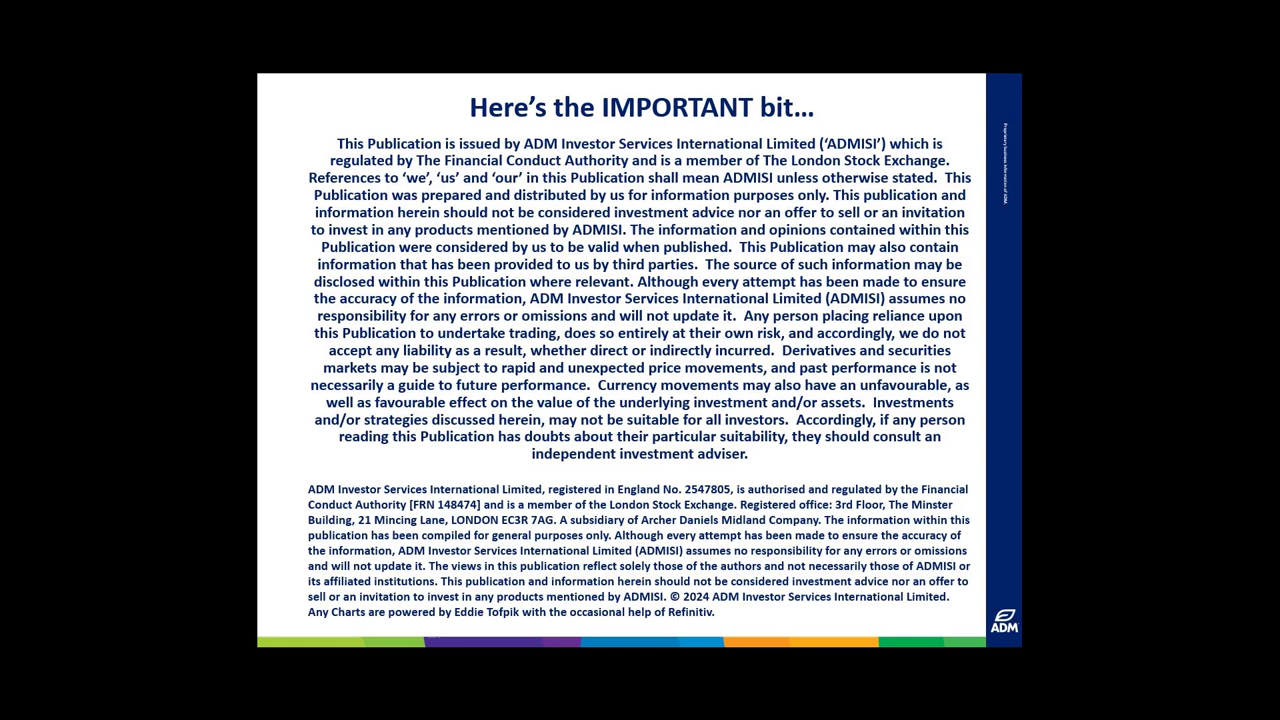 Here's the IMPORTANT bit...
This Publication is issued by ADM Investor Services International Limited ('ADMISI') which is
regulated by The Financial Conduct Authority and is a member of The London Stock Exchange.
References to 'we', 'us' and 'our' in this Publication shall mean ADMISI unless otherwise stated.  This
Publication was prepared and distributed by us for information purposes only. This publication and
information herein should not be considered investment advice nor an offer to sell or an invitation
to invest in any products mentioned by ADMISI. The information and opinions contained within this
Publication were considered by us to be valid when published.  This Publication may also contain
information that has been provided to us by third parties.  The source of such information may be
disclosed within this Publication where relevant. Although every attempt has been made to ensure
the accuracy of the information, ADM Investor Services International Limited (ADMISI) assumes no
responsibility for any errors or omissions and will not update it.  Any person placing reliance upon
this Publication to undertake trading, does so entirely at their own risk, and accordingly, we do not
accept any liability as a result, whether direct or indirectly incurred.  Derivatives and securities
markets may be subject to rapid and unexpected price movements, and past performance is not
necessarily a guide to future performance.  Currency movements may also have an unfavourable, as
well as favourable effect on the value of the underlying investment and/or assets.  Investments
and/or strategies discussed herein, may not be suitable for all investors.  Accordingly, if any person
reading this Publication has doubts about their particular suitability, they should consult an
independent investment adviser.
ADM Investor Services International Limited, registered in England No. 2547805, is authorised and regulated by the Financial
Conduct Authority [FRN 148474] and is a member of the London Stock Exchange. Registered office: 3rd Floor, The Minster
Building, 21 Mincing Lane, LONDON EC3R 7AG. A subsidiary of Archer Daniels Midland Company. The information within this
publication has been compiled for general purposes only. Although every attempt has been made to ensure the accuracy of
the information, ADM Investor Services International Limited (ADMISI) assumes no responsibility for any errors or omissions
and will not update it. The views in this publication reflect solely those of the authors and not necessarily those of ADMISI or
its affiliated institutions. This publication and information herein should not be considered investment advice nor an offer to
sell or an invitation to invest in any products mentioned by ADMISI. © 2024 ADM Investor Services International Limited.
Any Charts are powered by Eddie Tofpik with the occasional help of Refinitiv.
Proprietary business information of ADM.
ADM